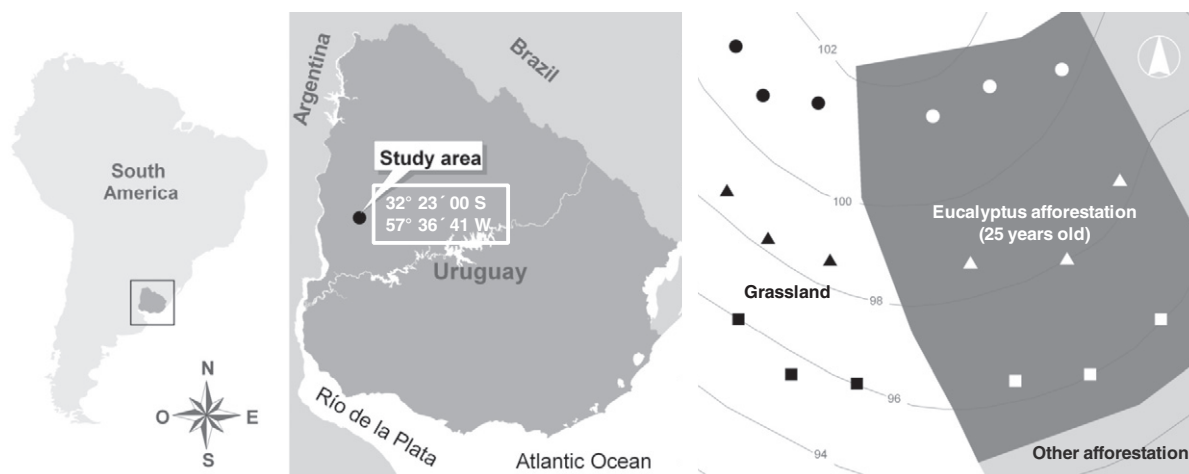 South
America
N
O
E
S
Argentina
Brazil
Study area
32° 23´ 00 S
57° 36´ 41 W
Uruguay
Río de la Plata
Atlantic Ocean
102
100
98
96
94
Eucalyptus afforestation
(25 years old)
Grassland
Other afforestation